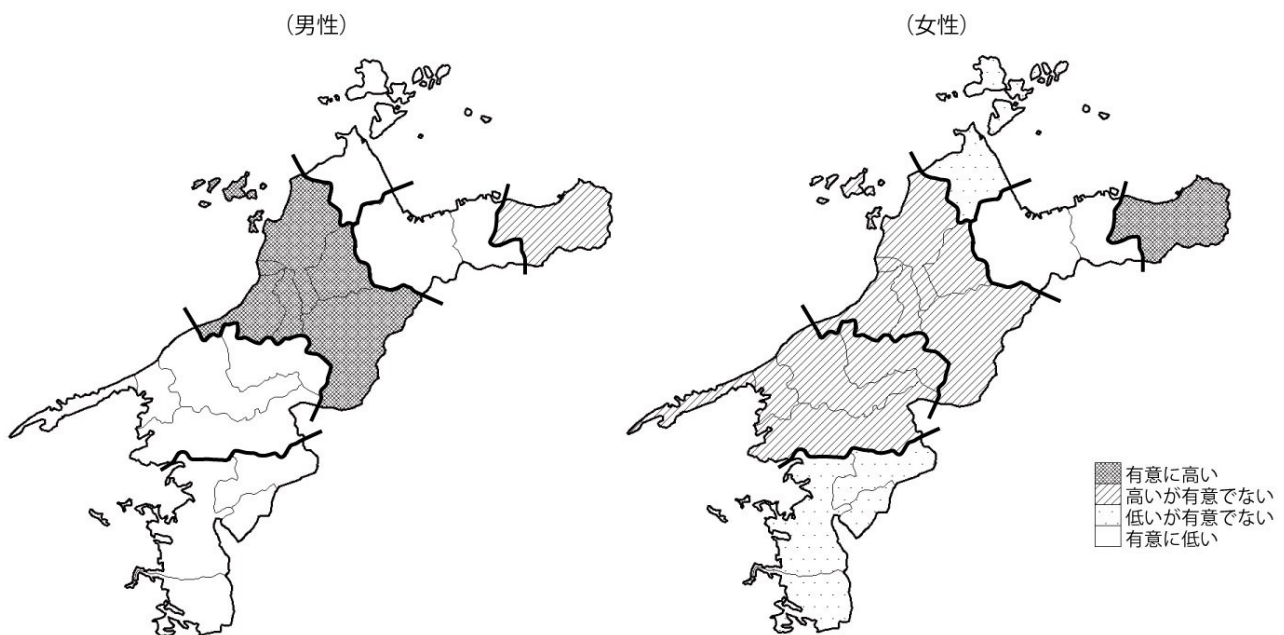 (男性)
(女性)
有意に高い
高いが有意でない
低いが有意でない
有意に低い